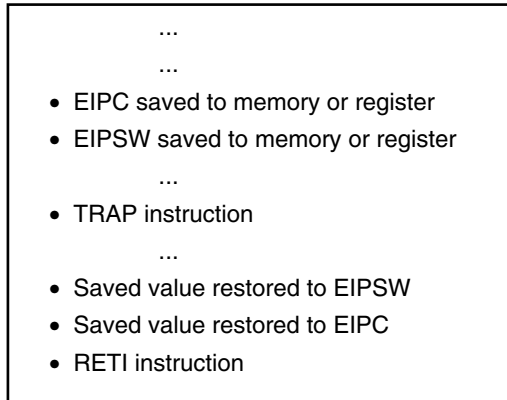 ...
...
• EIPC saved to memory or register
• EIPSW saved to memory or register
...
• TRAP instruction
...
• Saved value restored to EIPSW
• Saved value restored to EIPC
• RETI instruction